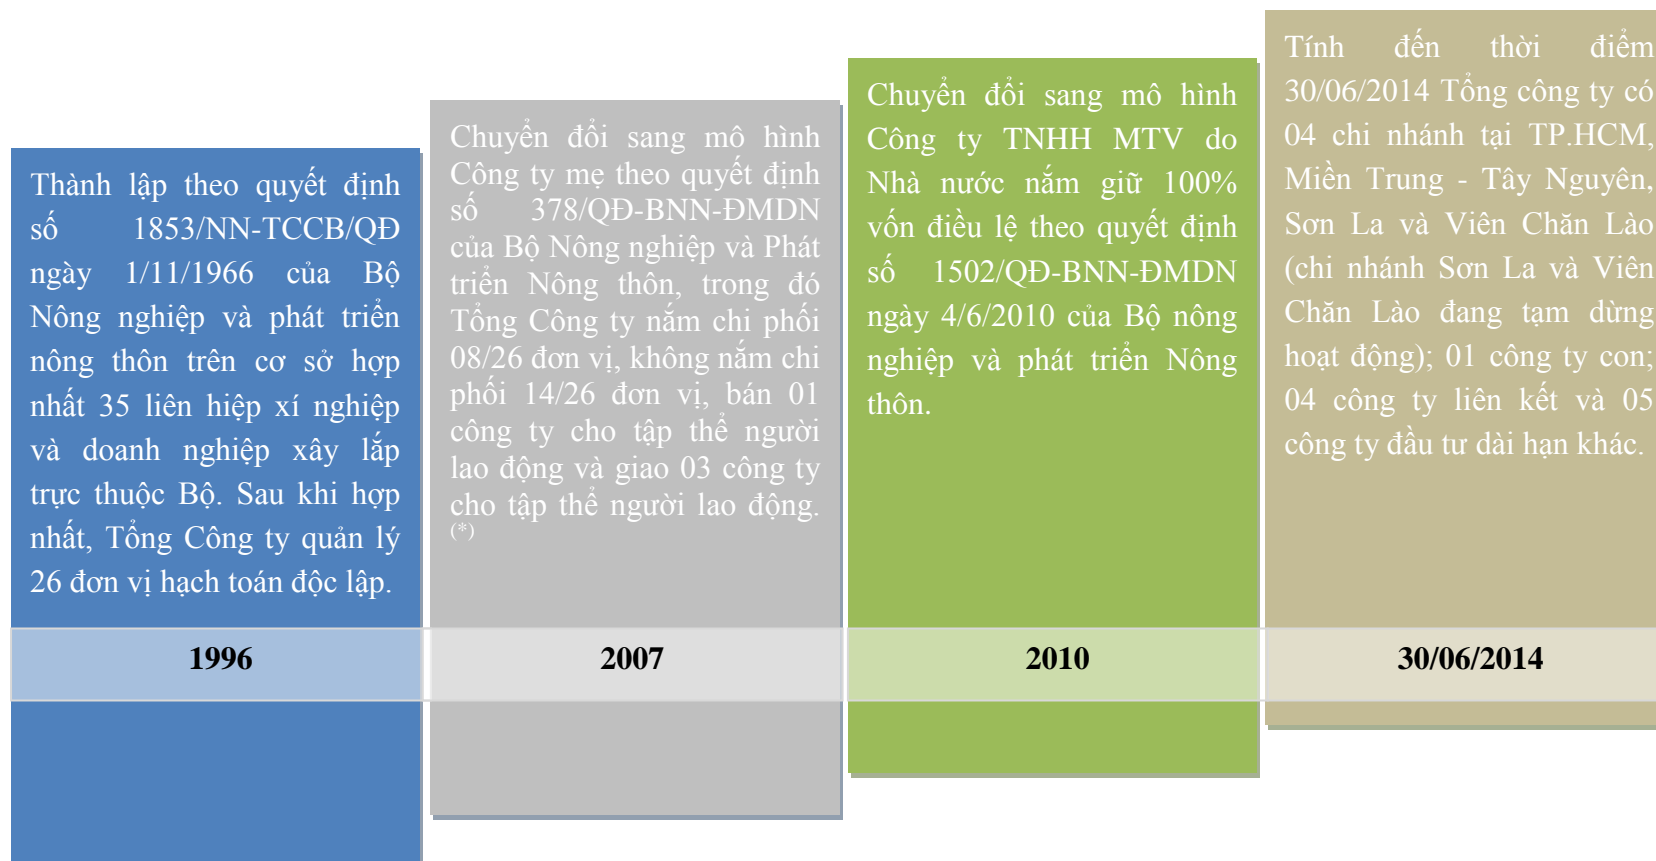 Thành lập theo quyết định
số 1853/NN-TCCB/QĐ
ngày 1/11/1966 của Bộ
Nông nghiệp và phát triển
nông thôn trên cơ sở hợp
nhất 35 liên hiệp xí nghiệp
và doanh nghiệp xây lắp
trực thuộc Bộ. Sau khi hợp
nhất, Tổng Công ty quản lý
26 đơn vị hạch toán độc lập.
1996
Chuyển đổi sang mô hình
Công ty mẹ theo quyết định
số 378/QĐ-BNN-ĐMDN
của Bộ Nông nghiệp và Phát
triển Nông thôn, trong đó
Tổng Công ty nắm chi phối
08/26 đơn vị, không nắm chi
phối 14/26 đơn vị, bán 01
công ty cho tập thể người
lao động và giao 03 công ty
cho tập thể người lao động.
(*)
2007
Chuyển đổi sang mô hình
Công ty TNHH MTV do
Nhà nước nắm giữ 100%
vốn điều lệ theo quyết định
số 1502/QĐ-BNN-ĐMDN
ngày 4/6/2010 của Bộ nông
nghiệp và phát triển Nông
thôn.
2010
Tính đến thời điểm
30/06/2014 Tổng công ty có
04 chi nhánh tại TP.HCM,
Miền Trung - Tây Nguyên,
Sơn La và Viên Chăn Lào
(chi nhánh Sơn La và Viên
Chăn Lào đang tạm dừng
hoạt động); 01 công ty con;
04 công ty liên kết và 05
công ty đầu tư dài hạn khác.
30/06/2014